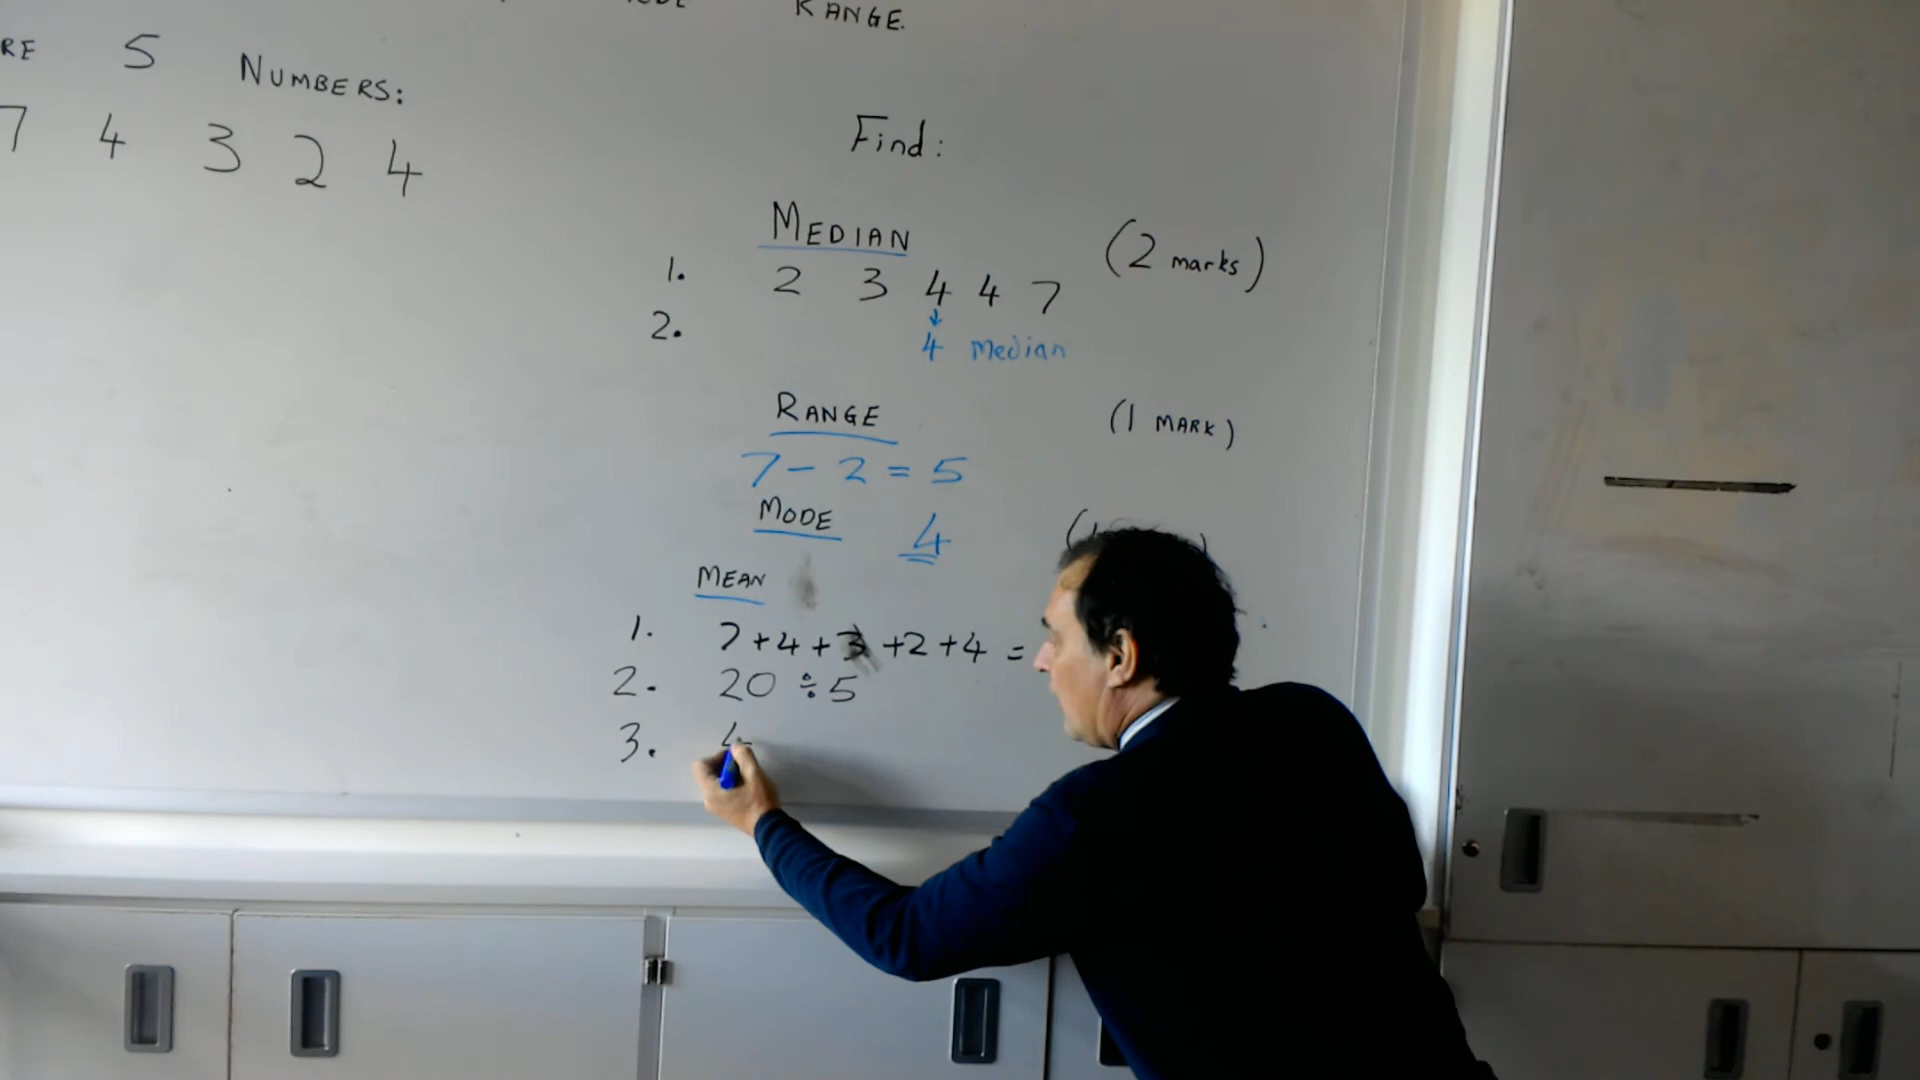 RANGE.
RE 5 NUMBERS:
7 4 3 2 4
Find:
MEDIAN (2 marks)
1. 2 3 4 4 7
2. 4 Median
RANGE (1 MARK)
7 - 2 = 5
MODE 4
MEAN
1. 7+4+3+2+4 =
2. 20 ÷ 5
3. 4